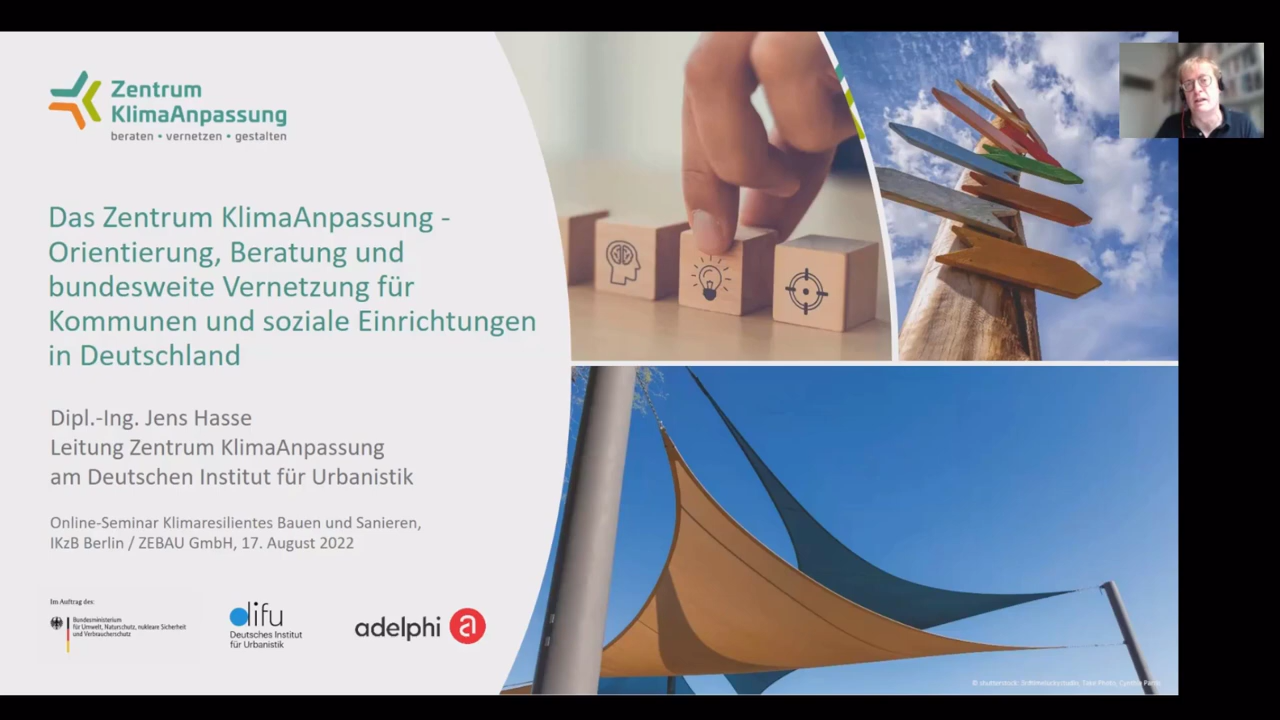 Zentrum
KlimaAnpassung
beraten • vernetzen • gestalten
Das Zentrum KlimaAnpassung -
Orientierung, Beratung und
bundesweite Vernetzung für
Kommunen und soziale Einrichtungen
in Deutschland
Dipl.-Ing. Jens Hasse
Leitung Zentrum KlimaAnpassung
am Deutschen Institut für Urbanistik
Online-Seminar Klimaresilientes Bauen und Sanieren,
IKzB Berlin / ZEBAU GmbH, 17. August 2022
Im Auftrag des:
Bundesministerium
für Umwelt, Naturschutz, nukleare Sicherheit
und Verbraucherschutz
difu
Deutsches Institut
für Urbanistik
adelphi a
© shutterstock: